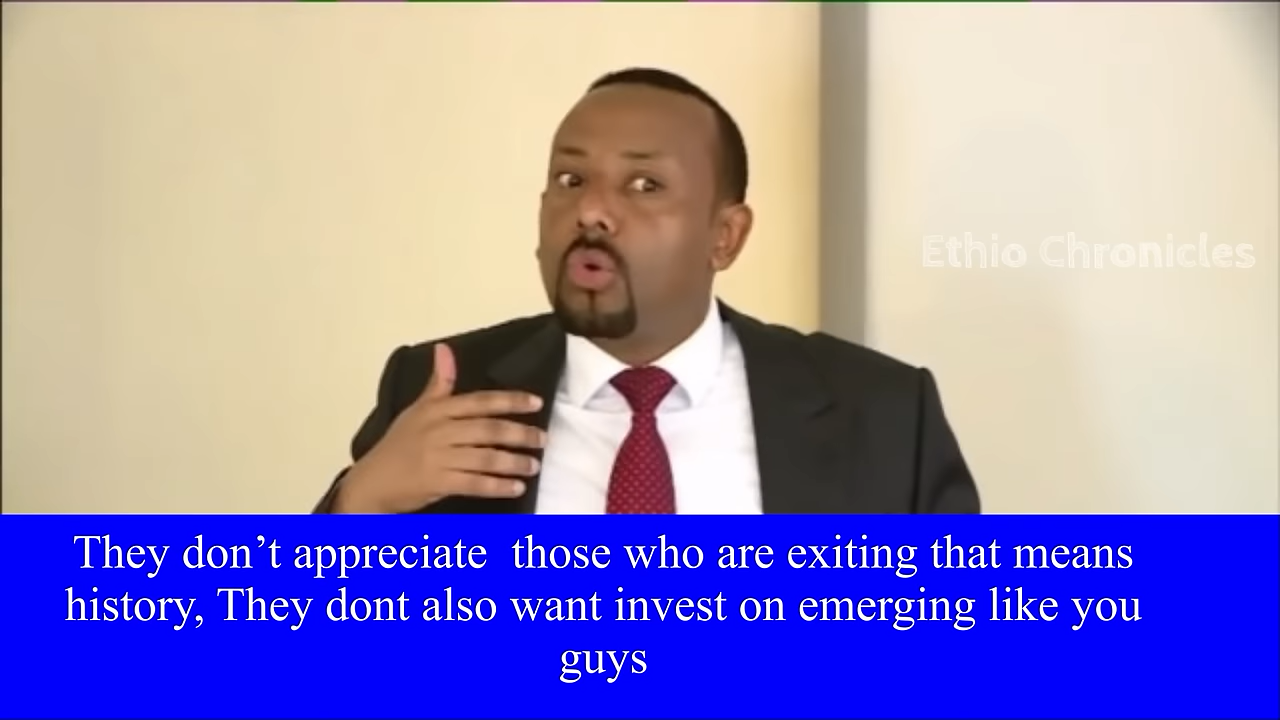 Ethio Chronicles
They don’t appreciate  those who are exiting that means
history, They dont also want invest on emerging like you
guys